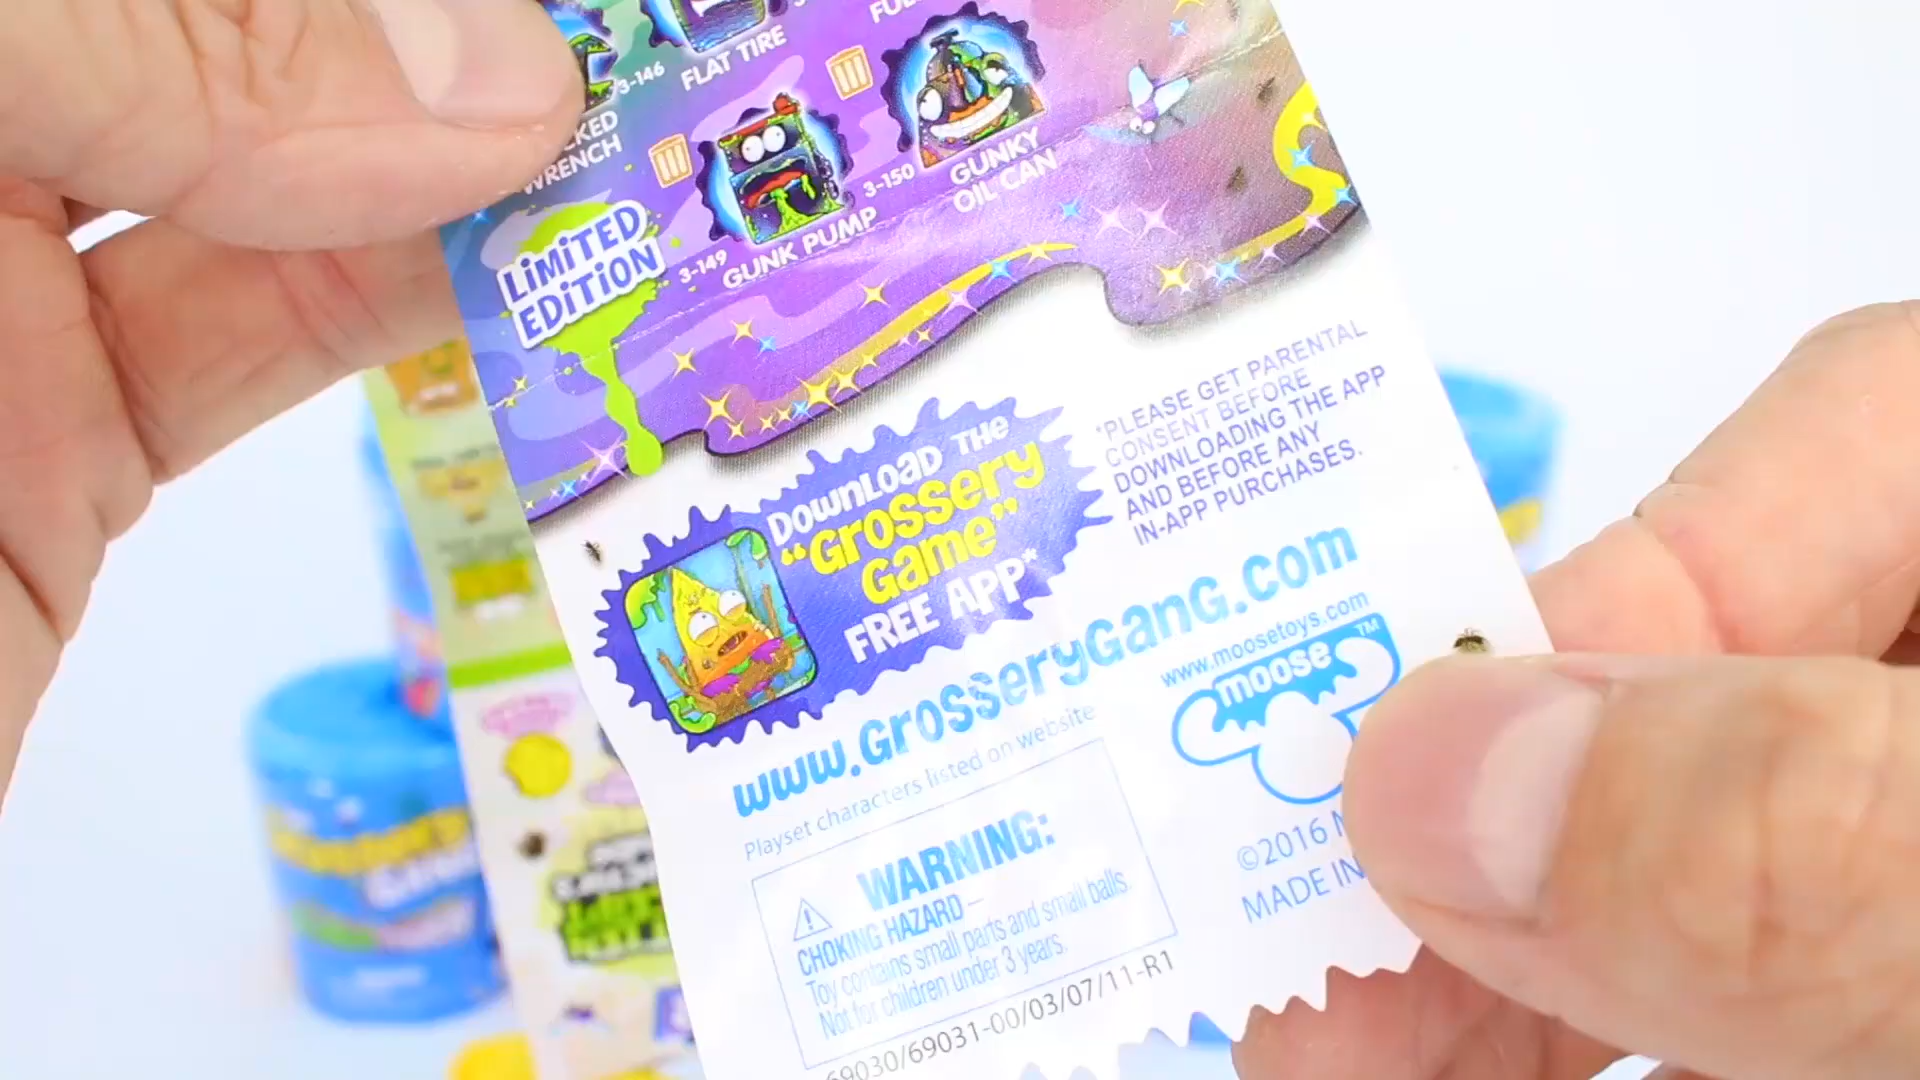 3-146
FLAT TIRE
WRENCH
LIMITED
EDITION
3-149
GUNK PUMP
3-150
GUNKY
OIL CAN
DOWNLOAD THE
"GROSSERY
GAME"
FREE APP*
*PLEASE GET PARENTAL
CONSENT BEFORE
DOWNLOADING THE APP
AND BEFORE ANY
IN-APP PURCHASES.
www.GrosseryGang.com
Playset characters listed on website
www.moosetoys.com
moose™
©2016
MADE IN
WARNING:
CHOKING HAZARD –
Toy contains small parts and small balls.
Not for children under 3 years.
69030/69031-00/03/07/11-R1